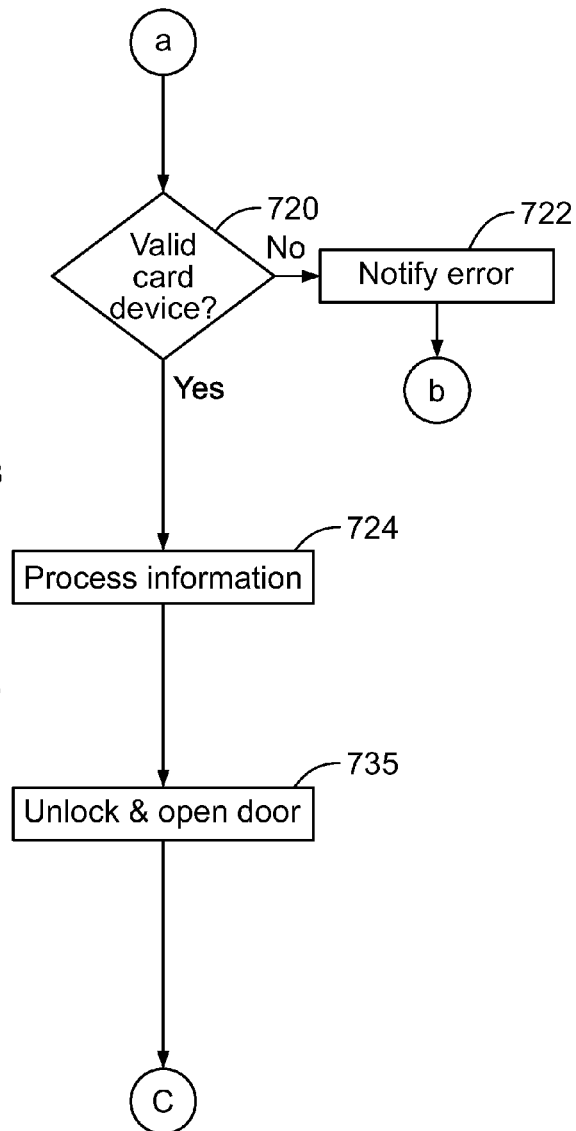 a
720
Valid
card
device?
No
722
Notify error
b
Yes
724
Process information
735
Unlock & open door
C